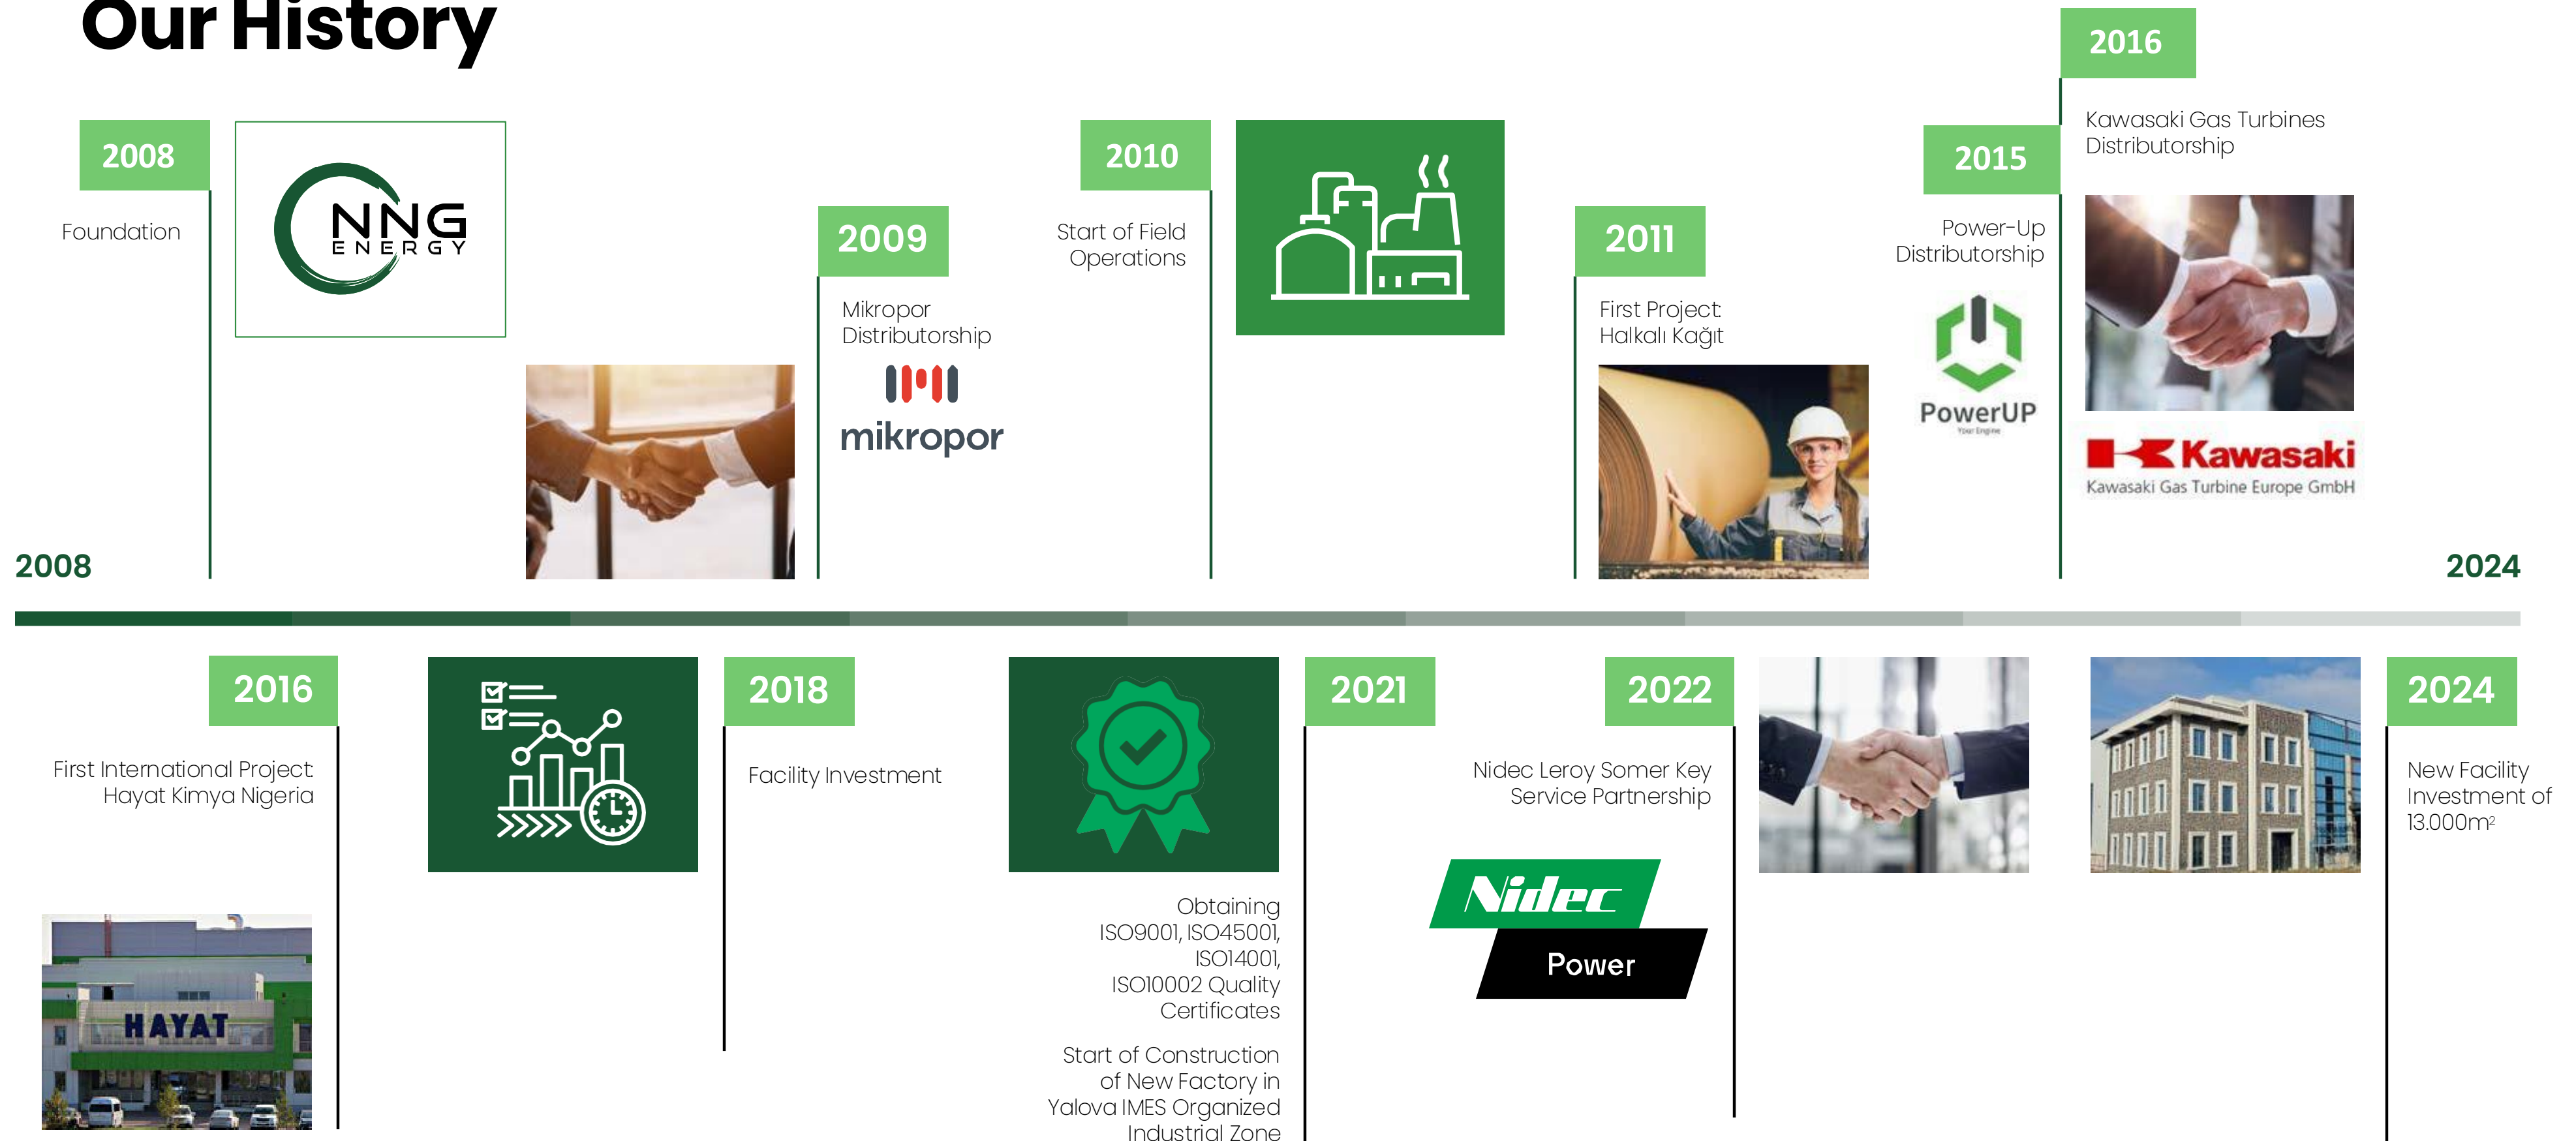 Our History
2008
Foundation
NNG
ENERGY
2009
Mikropor
Distributorship
mikropor
2010
Start of Field
Operations
2011
First Project:
Halkalı Kağıt
2015
Power-Up
Distributorship
PowerUP
Your Engine
2016
Kawasaki Gas Turbines
Distributorship
Kawasaki
Kawasaki Gas Turbine Europe GmbH
2008
2024
2016
First International Project:
Hayat Kimya Nigeria
HAYAT
2018
Facility Investment
2021
Obtaining
ISO9001, ISO45001,
ISO14001,
ISO10002 Quality
Certificates
Start of Construction
of New Factory in
Yalova IMES Organized
Industrial Zone
2022
Nidec Leroy Somer Key
Service Partnership
Nidec
Power
2024
New Facility
Investment of
13.000m²